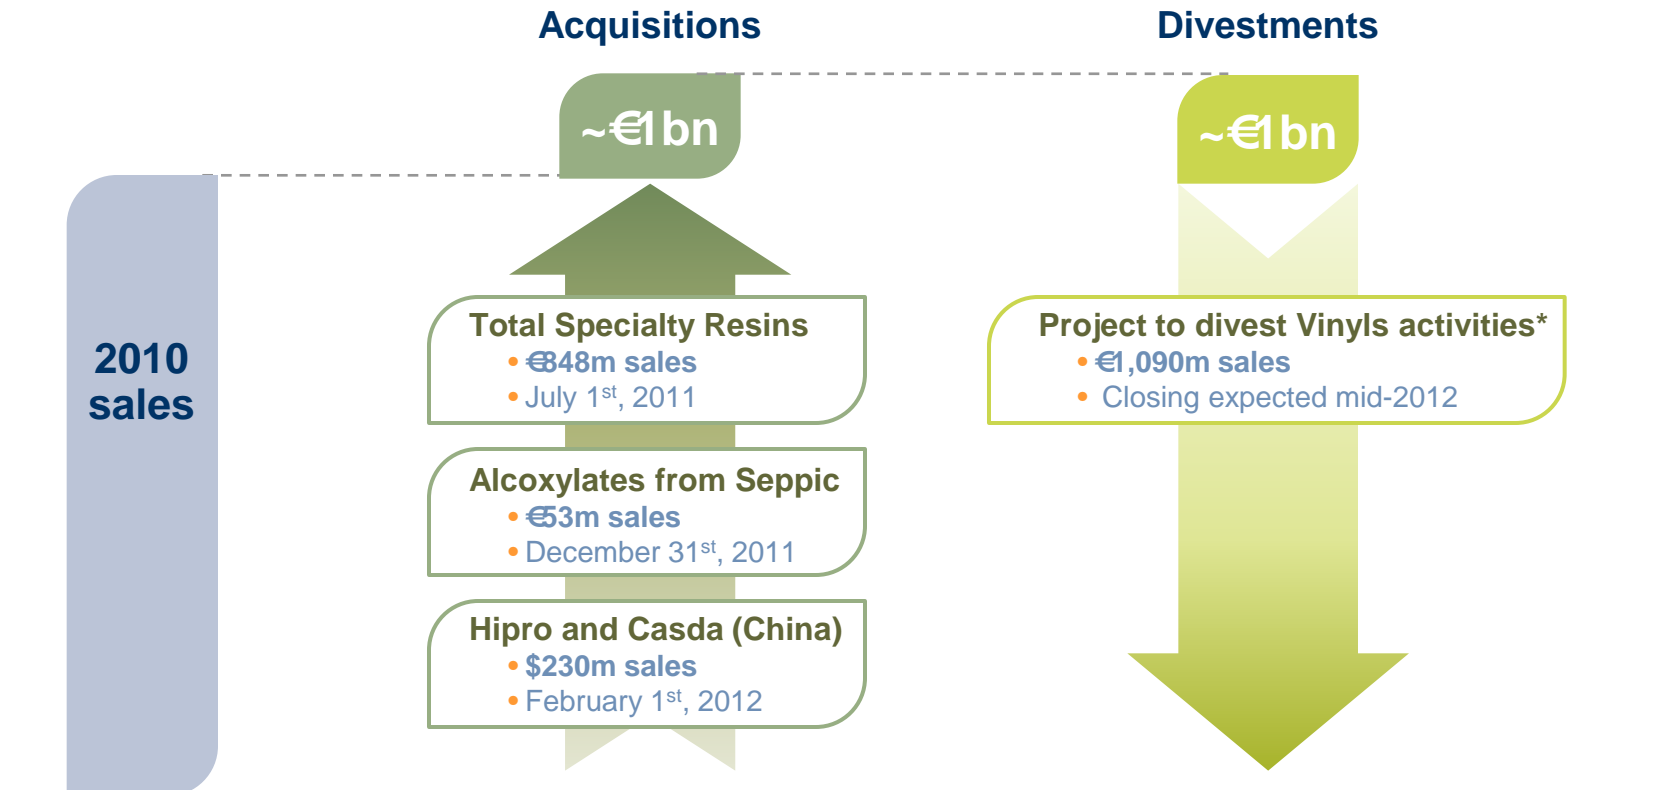 Acquisitions
Divestments
~€1bn
~€1bn
2010
sales
Total Specialty Resins
• €848m sales
• July 1st, 2011
Alcoxylates from Seppic
• €53m sales
• December 31st, 2011
Hipro and Casda (China)
• $230m sales
• February 1st, 2012
Project to divest Vinyls activities*
• €1,090m sales
• Closing expected mid-2012